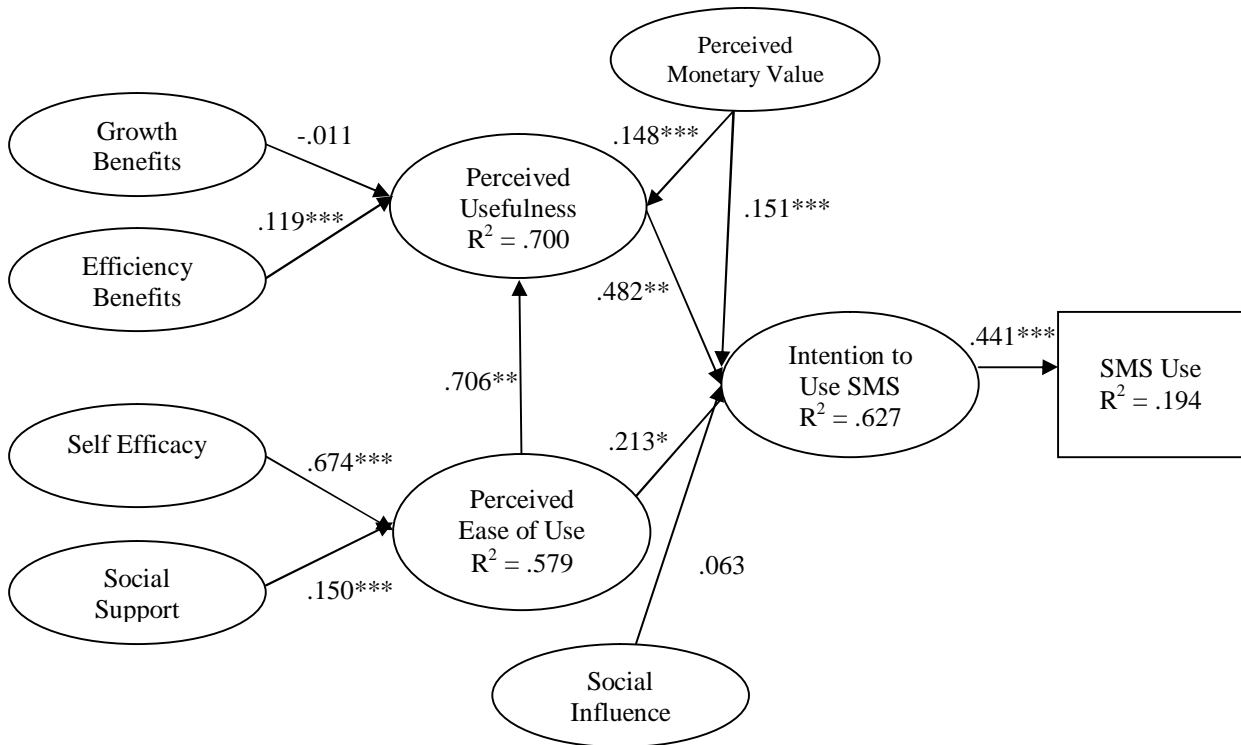 Perceived
Monetary Value
Growth
Benefits
-.011
.148***
Perceived
Usefulness
R² = .700
.119***
.151***
Efficiency
Benefits
.482**
.441***
Intention to
Use SMS
R² = .627
SMS Use
R² = .194
.706**
Self Efficacy
.674***
.213*
Perceived
Ease of Use
R² = .579
Social
Support
.150***
.063
Social
Influence